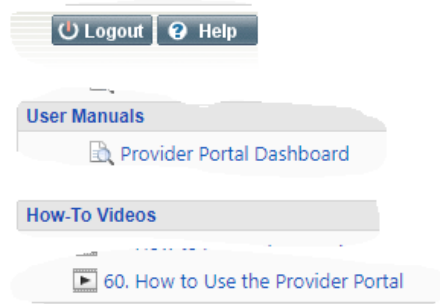 Logout Help
User Manuals
Provider Portal Dashboard
How-To Videos
60. How to Use the Provider Portal